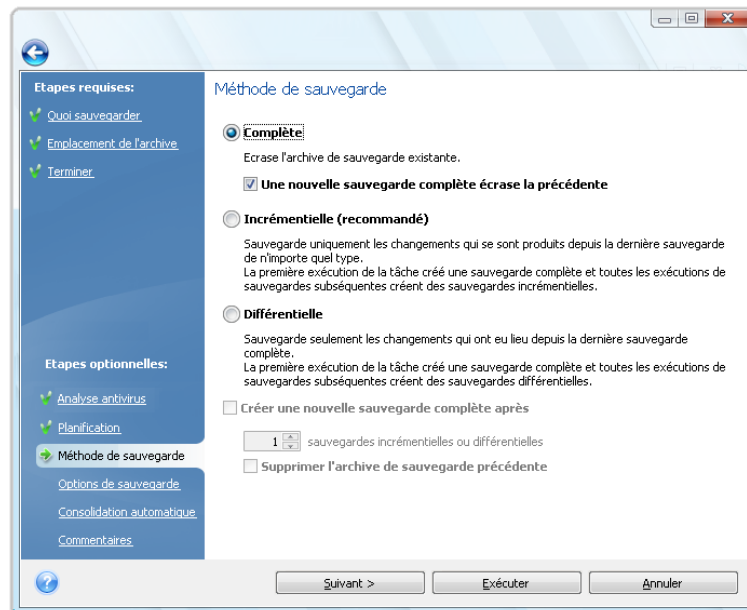 Etapes requises:
Quoi sauvegarder
Emplacement de l'archive
Terminer
Etapes optionnelles:
Analyse antivirus
Planification
Méthode de sauvegarde
Options de sauvegarde
Consolidation automatique
Commentaires
Méthode de sauvegarde
Complète
Ecrase l'archive de sauvegarde existante.
Une nouvelle sauvegarde complète écrase la précédente
Incrémentielle (recommandé)
Sauvegarde uniquement les changements qui se sont produits depuis la dernière sauvegarde
de n'importe quel type.
La première exécution de la tâche créé une sauvegarde complète et toutes les exécutions de
sauvegardes subséquentes créent des sauvegardes incrémentielles.
Différentielle
Sauvegarde seulement les changements qui ont eu lieu depuis la dernière sauvegarde
complète.
La première exécution de la tâche créé une sauvegarde complète et toutes les exécutions de
sauvegardes subséquentes créent des sauvegardes différentielles.
Créer une nouvelle sauvegarde complète après
1 sauvegardes incrémentielles ou différentielles
Supprimer l'archive de sauvegarde précédente
Suivant >
Exécuter
Annuler